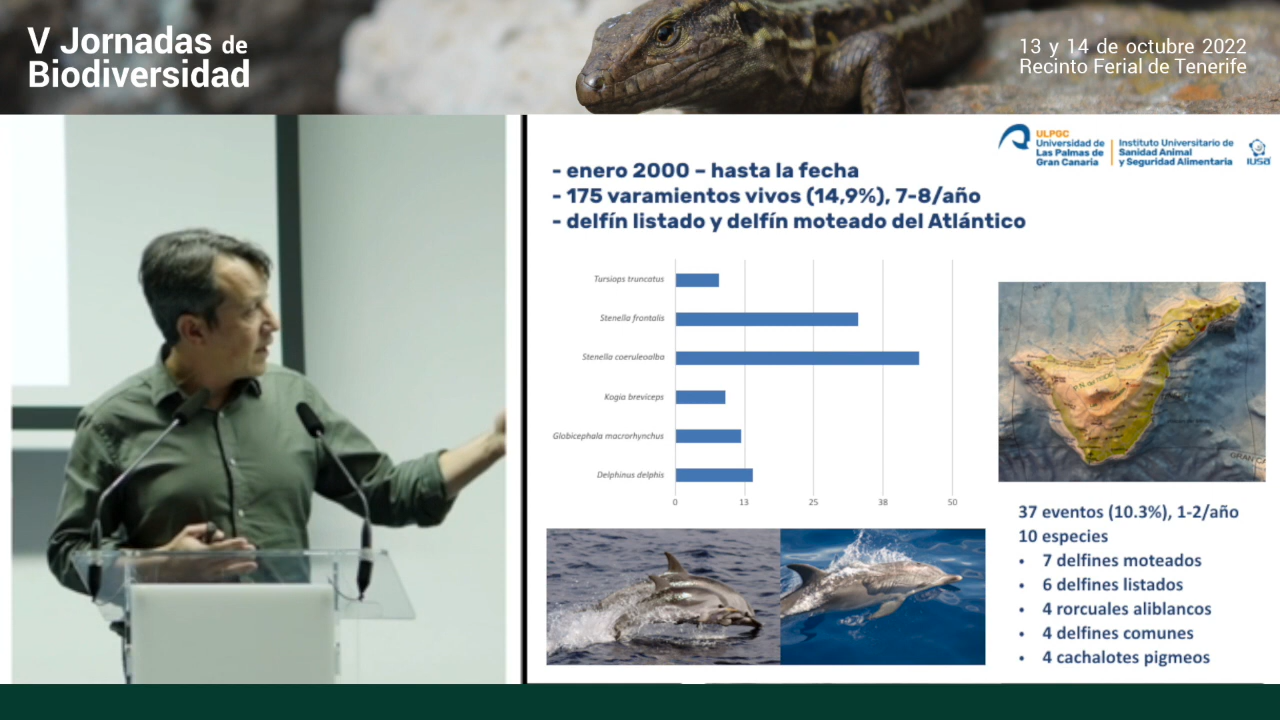 V Jornadas de
Biodiversidad
13 y 14 de octubre 2022
Recinto Ferial de Tenerife
ULPGC
Universidad de
Las Palmas de
Gran Canaria
Instituto Universitario de
Sanidad Animal
y Seguridad Alimentaria
IUSA
- enero 2000 – hasta la fecha
- 175 varamientos vivos (14,9%), 7-8/año
- delfín listado y delfín moteado del Atlántico
Tursiops truncatus
Stenella frontalis
Stenella coeruleoalba
Kogia breviceps
Globicephala macrorhynchus
Delphinus delphis
0 13 25 38 50
37 eventos (10.3%), 1-2/año
10 especies
• 7 delfines moteados
• 6 delfines listados
• 4 rorcuales aliblancos
• 4 delfines comunes
• 4 cachalotes pigmeos